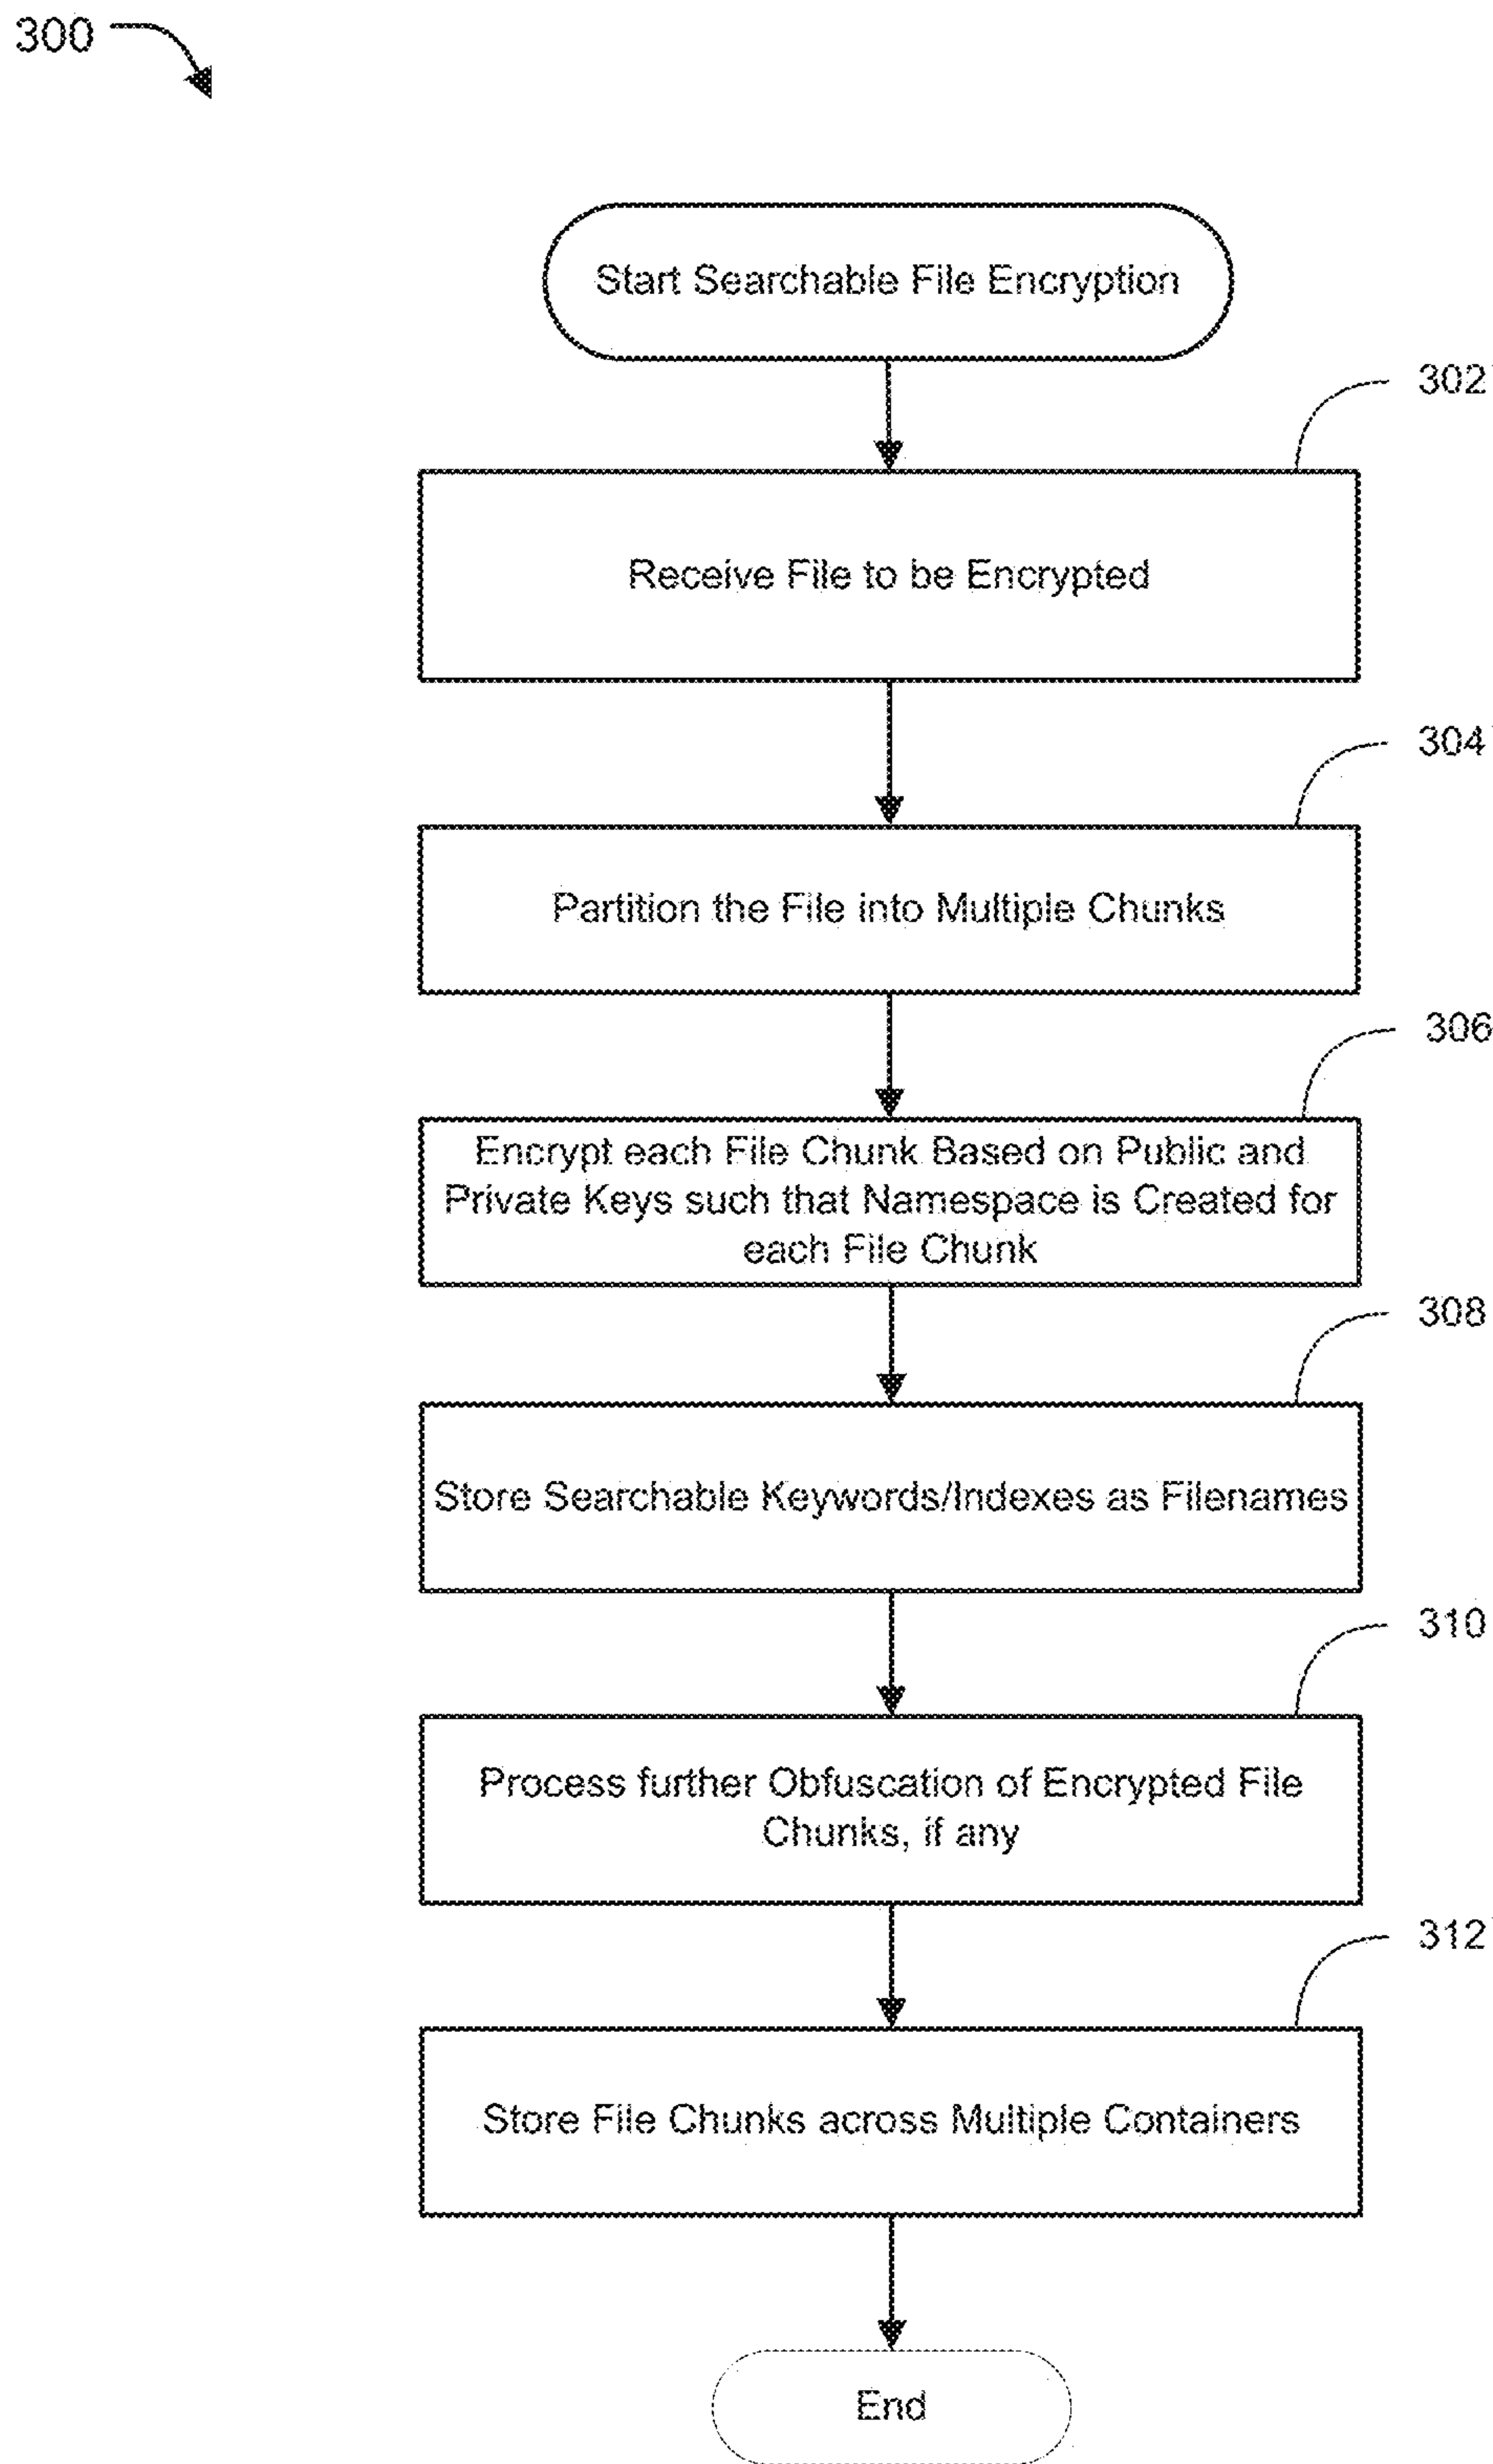 300
Start Searchable File Encryption
302
Receive File to be Encrypted
304
Partition the File into Multiple Chunks
306
Encrypt each File Chunk Based on Public and
Private Keys such that Namespace is Created for
each File Chunk
308
Store Searchable Keywords/Indexes as Filenames
310
Process further Obfuscation of Encrypted File
Chunks, if any
312
Store File Chunks across Multiple Containers
End